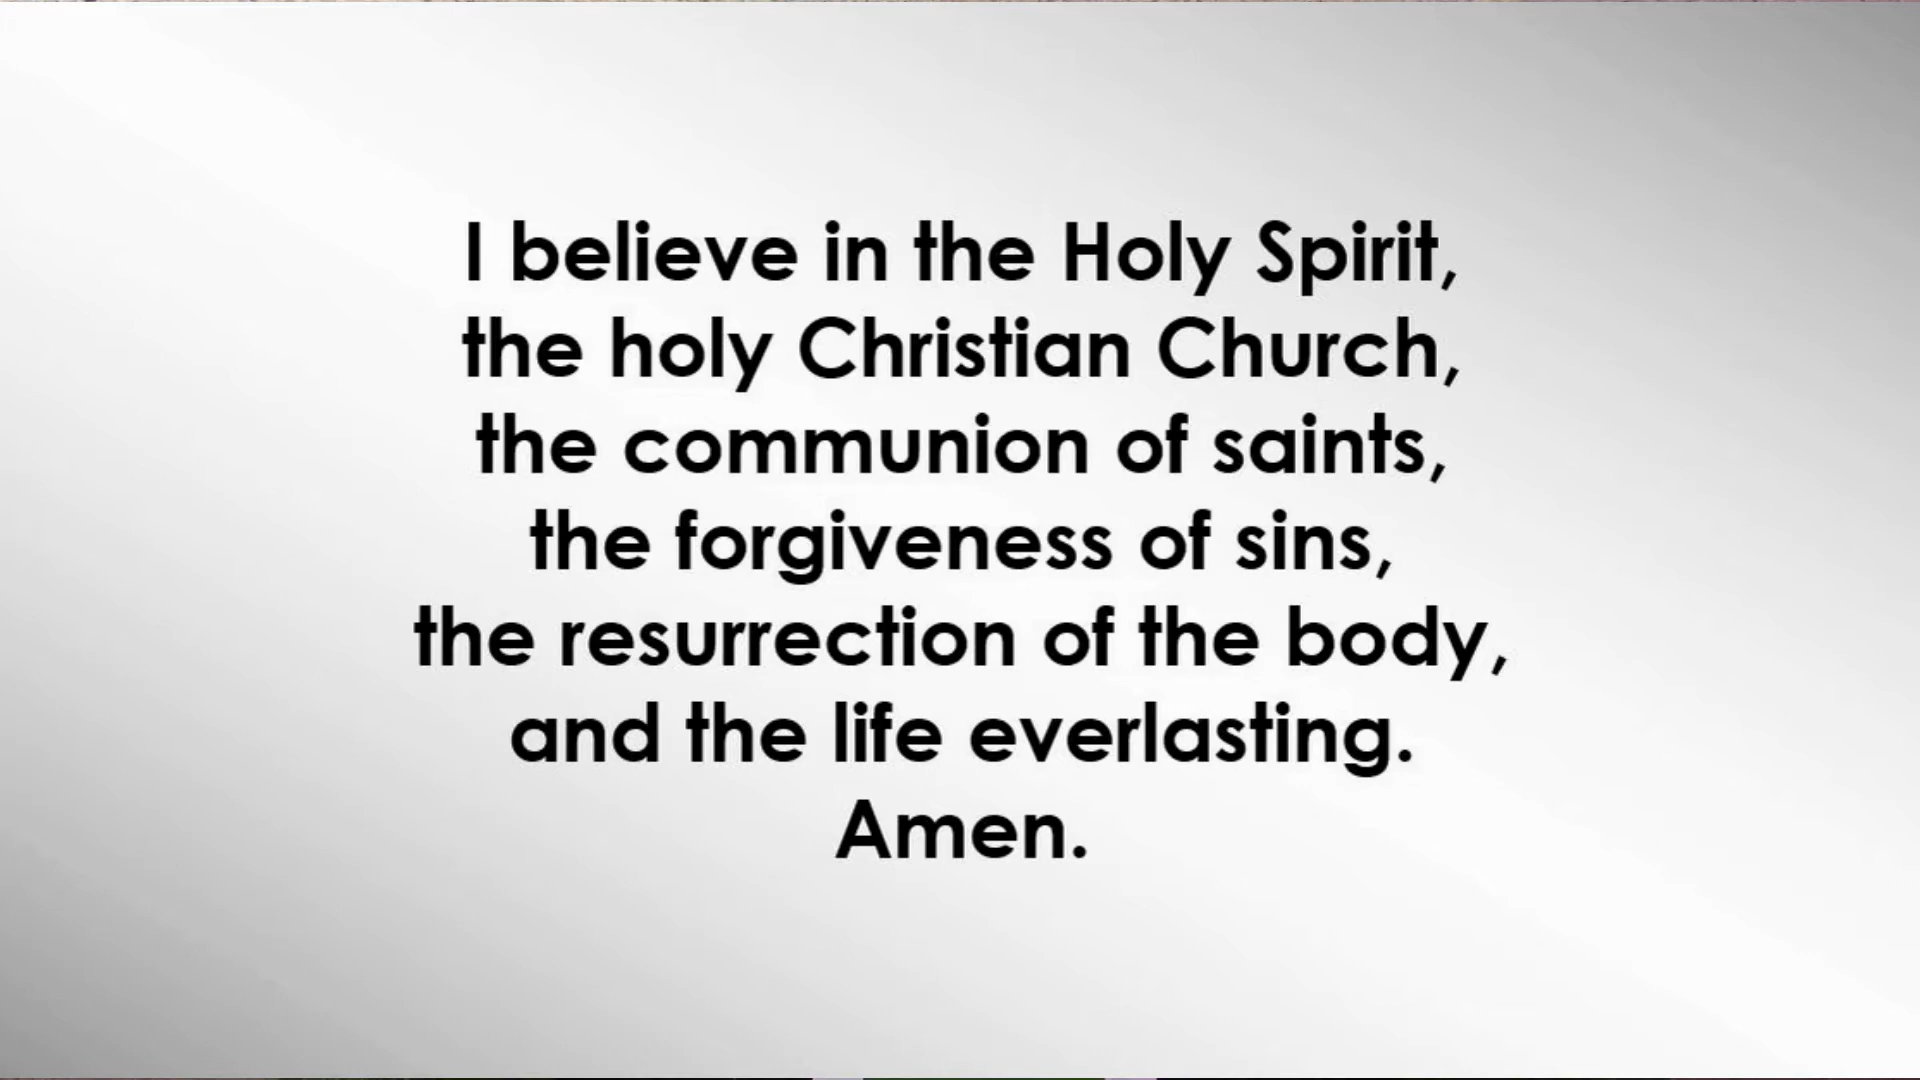 I believe in the Holy Spirit,
the holy Christian Church,
the communion of saints,
the forgiveness of sins,
the resurrection of the body,
and the life everlasting.
Amen.